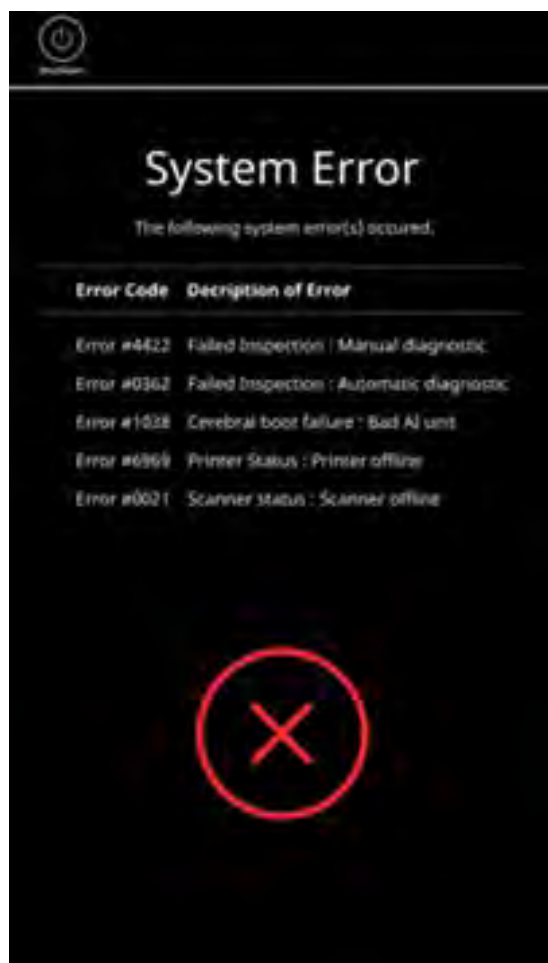 System Error
The following system error(s) occured.
Error Code Decription of Error
Error #4422 Failed Inspection : Manual diagnostic
Error #0362 Failed Inspection : Automatic diagnostic
Error #1028 Cerebral boot failure : Bad AI unit
Error #6969 Printer Status : Printer offline
Error #0021 Scanner status : Scanner offline